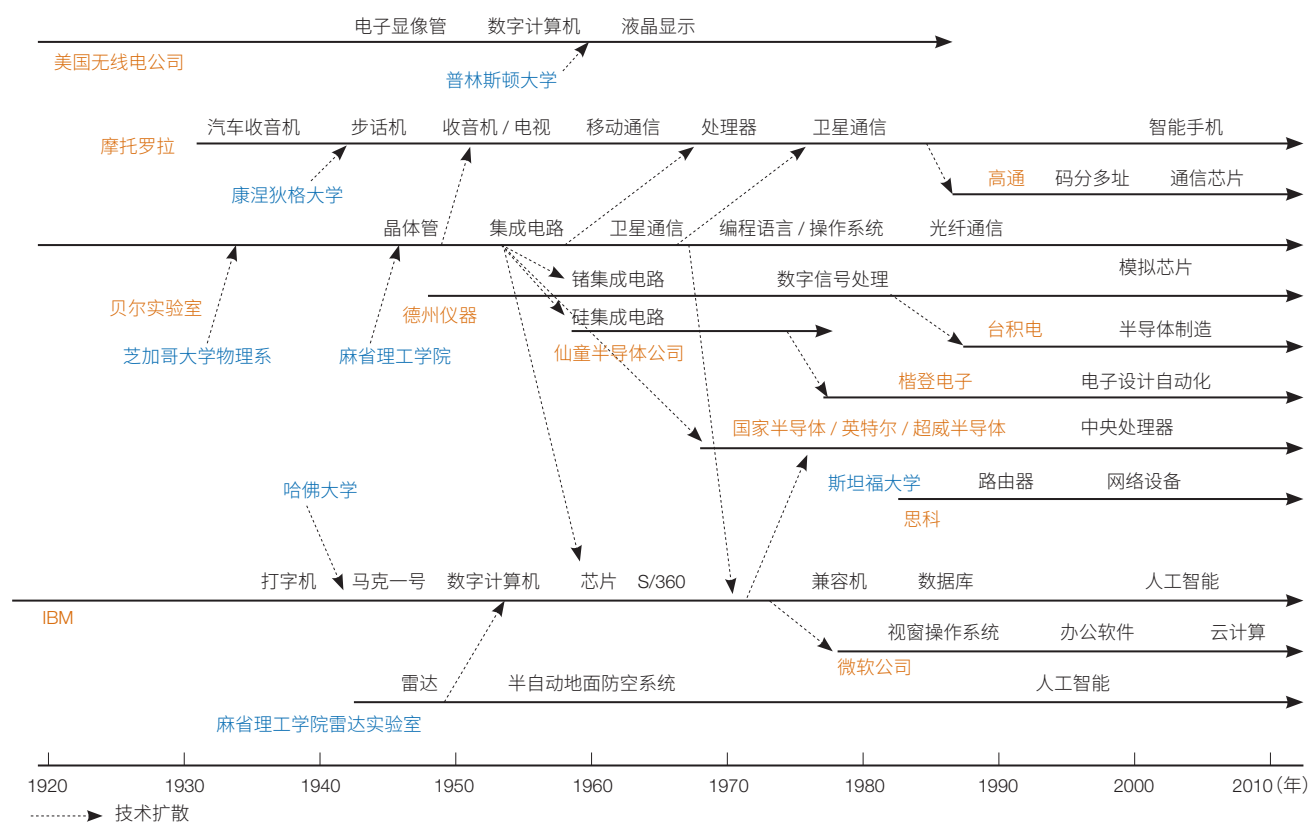 电子显像管 数字计算机 液晶显示
美国无线电公司
普林斯顿大学
汽车收音机 步话机 收音机 / 电视 移动通信 处理器 卫星通信 智能手机
摩托罗拉
高通 码分多址 通信芯片
康涅狄格大学
晶体管 集成电路 卫星通信 编程语言 / 操作系统 光纤通信
模拟芯片
锗集成电路 数字信号处理
贝尔实验室
德州仪器
硅集成电路
台积电 半导体制造
芝加哥大学物理系 麻省理工学院 仙童半导体公司
楷登电子 电子设计自动化
国家半导体 / 英特尔 / 超威半导体 中央处理器
哈佛大学
斯坦福大学 路由器 网络设备
思科
打字机 马克一号 数字计算机 芯片 S/360 兼容机 数据库 人工智能
IBM
视窗操作系统 办公软件 云计算
微软公司
雷达 半自动地面防空系统 人工智能
麻省理工学院雷达实验室
1920 1930 1940 1950 1960 1970 1980 1990 2000 2010 (年)
技术扩散